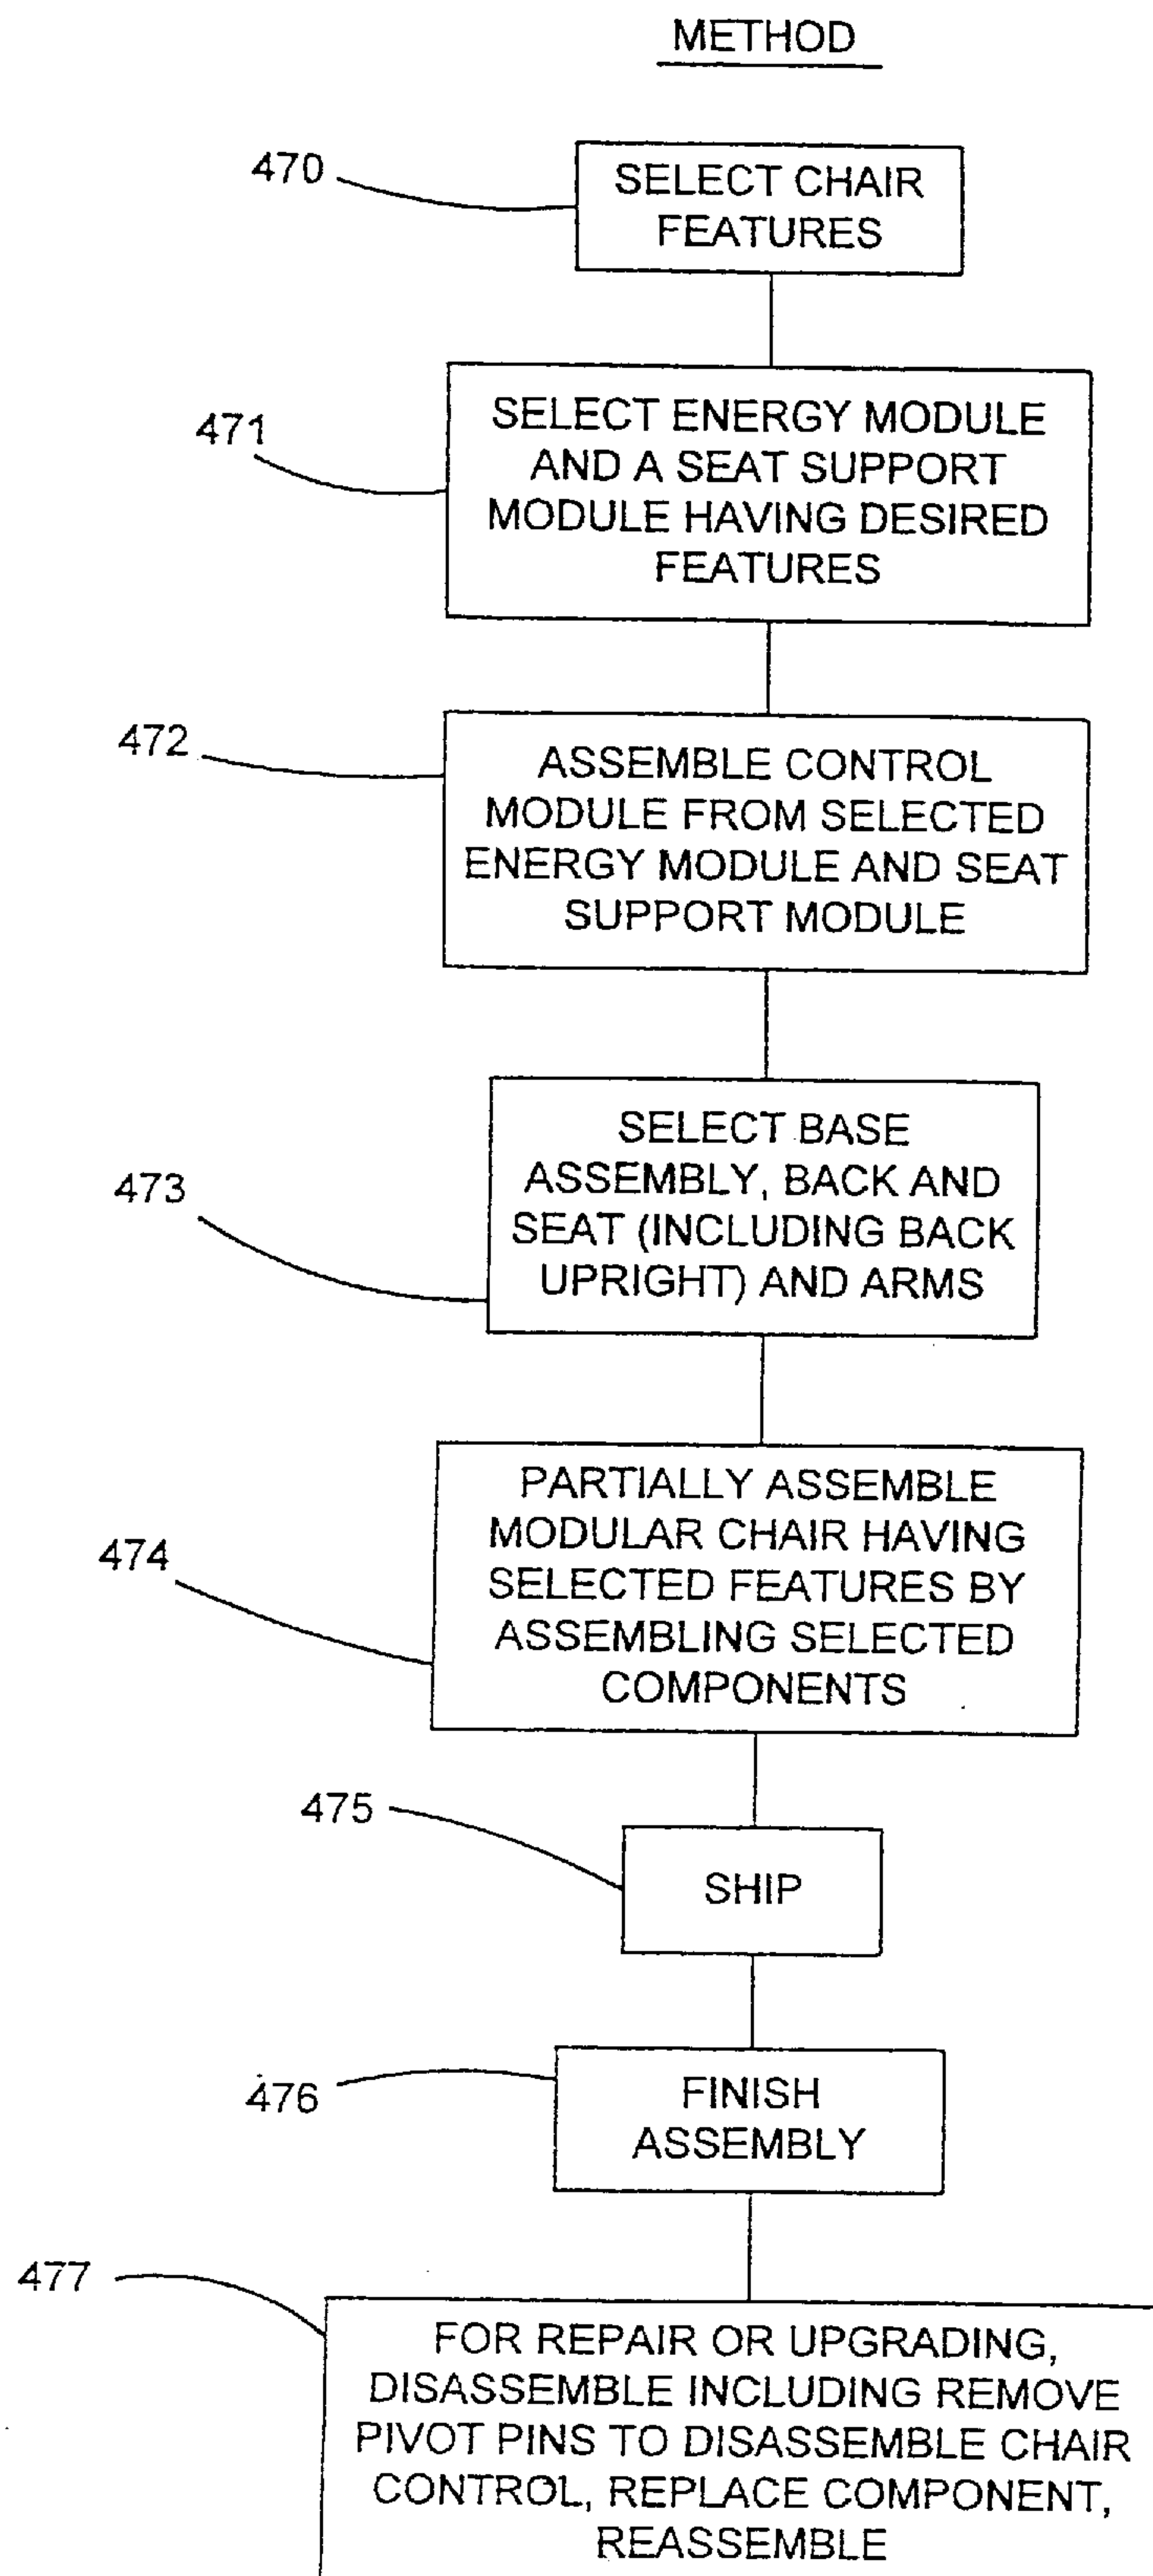 METHOD
470
SELECT CHAIR
FEATURES
471
SELECT ENERGY MODULE
AND A SEAT SUPPORT
MODULE HAVING DESIRED
FEATURES
472
ASSEMBLE CONTROL
MODULE FROM SELECTED
ENERGY MODULE AND SEAT
SUPPORT MODULE
473
SELECT BASE
ASSEMBLY, BACK AND
SEAT (INCLUDING BACK
UPRIGHT) AND ARMS
474
PARTIALLY ASSEMBLE
MODULAR CHAIR HAVING
SELECTED FEATURES BY
ASSEMBLING SELECTED
COMPONENTS
475
SHIP
476
FINISH
ASSEMBLY
477
FOR REPAIR OR UPGRADING,
DISASSEMBLE INCLUDING REMOVE
PIVOT PINS TO DISASSEMBLE CHAIR
CONTROL, REPLACE COMPONENT,
REASSEMBLE